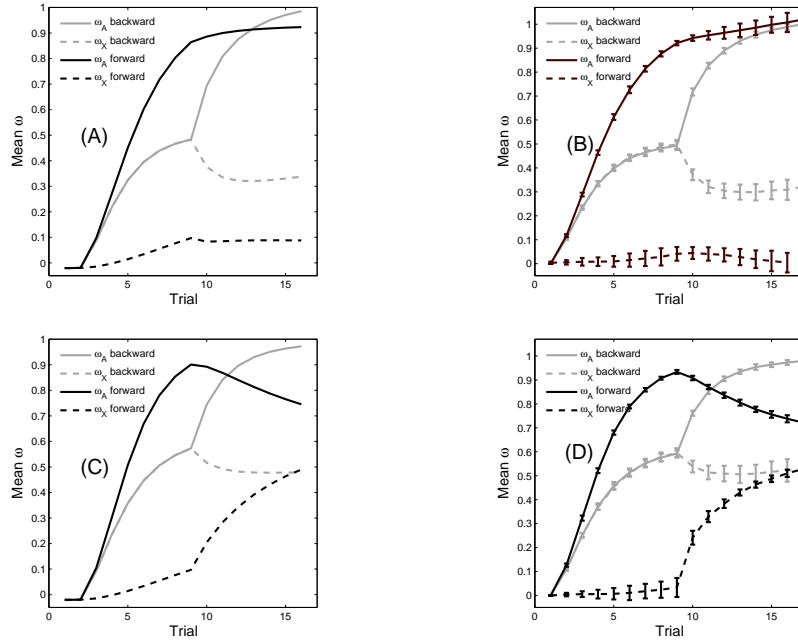 1
0.9
0.8
0.7
0.6
0.5
0.4
0.3
0.2
0.1
0
0 5 10 15
Mean ω
Trial
ω_A backward
ω_X backward
ω_A forward
ω_X forward
(A)
1
0.9
0.8
0.7
0.6
0.5
0.4
0.3
0.2
0.1
0
0 5 10 15
Mean ω
Trial
ω_A backward
ω_X backward
ω_A forward
ω_X forward
(B)
1
0.9
0.8
0.7
0.6
0.5
0.4
0.3
0.2
0.1
0
0 5 10 15
Mean ω
Trial
ω_A backward
ω_X backward
ω_A forward
ω_X forward
(C)
1
0.9
0.8
0.7
0.6
0.5
0.4
0.3
0.2
0.1
0
0 5 10 15
Mean ω
Trial
ω_A backward
ω_X backward
ω_A forward
ω_X forward
(D)